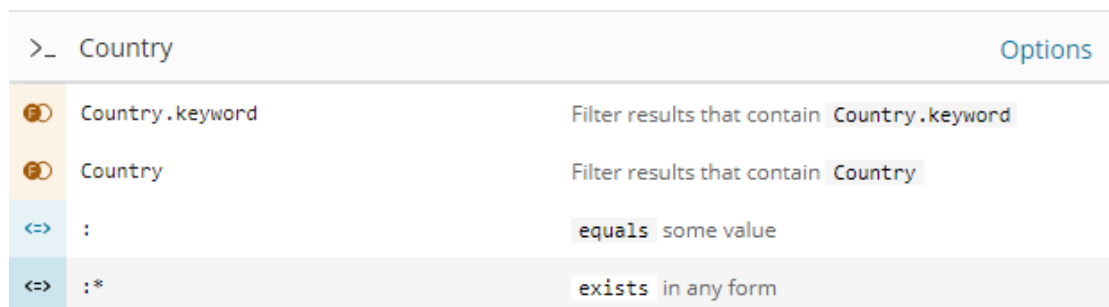 >_ Country Options
Country.keyword Filter results that contain Country.keyword
Country Filter results that contain Country
<=> : equals some value
<=> :* exists in any form